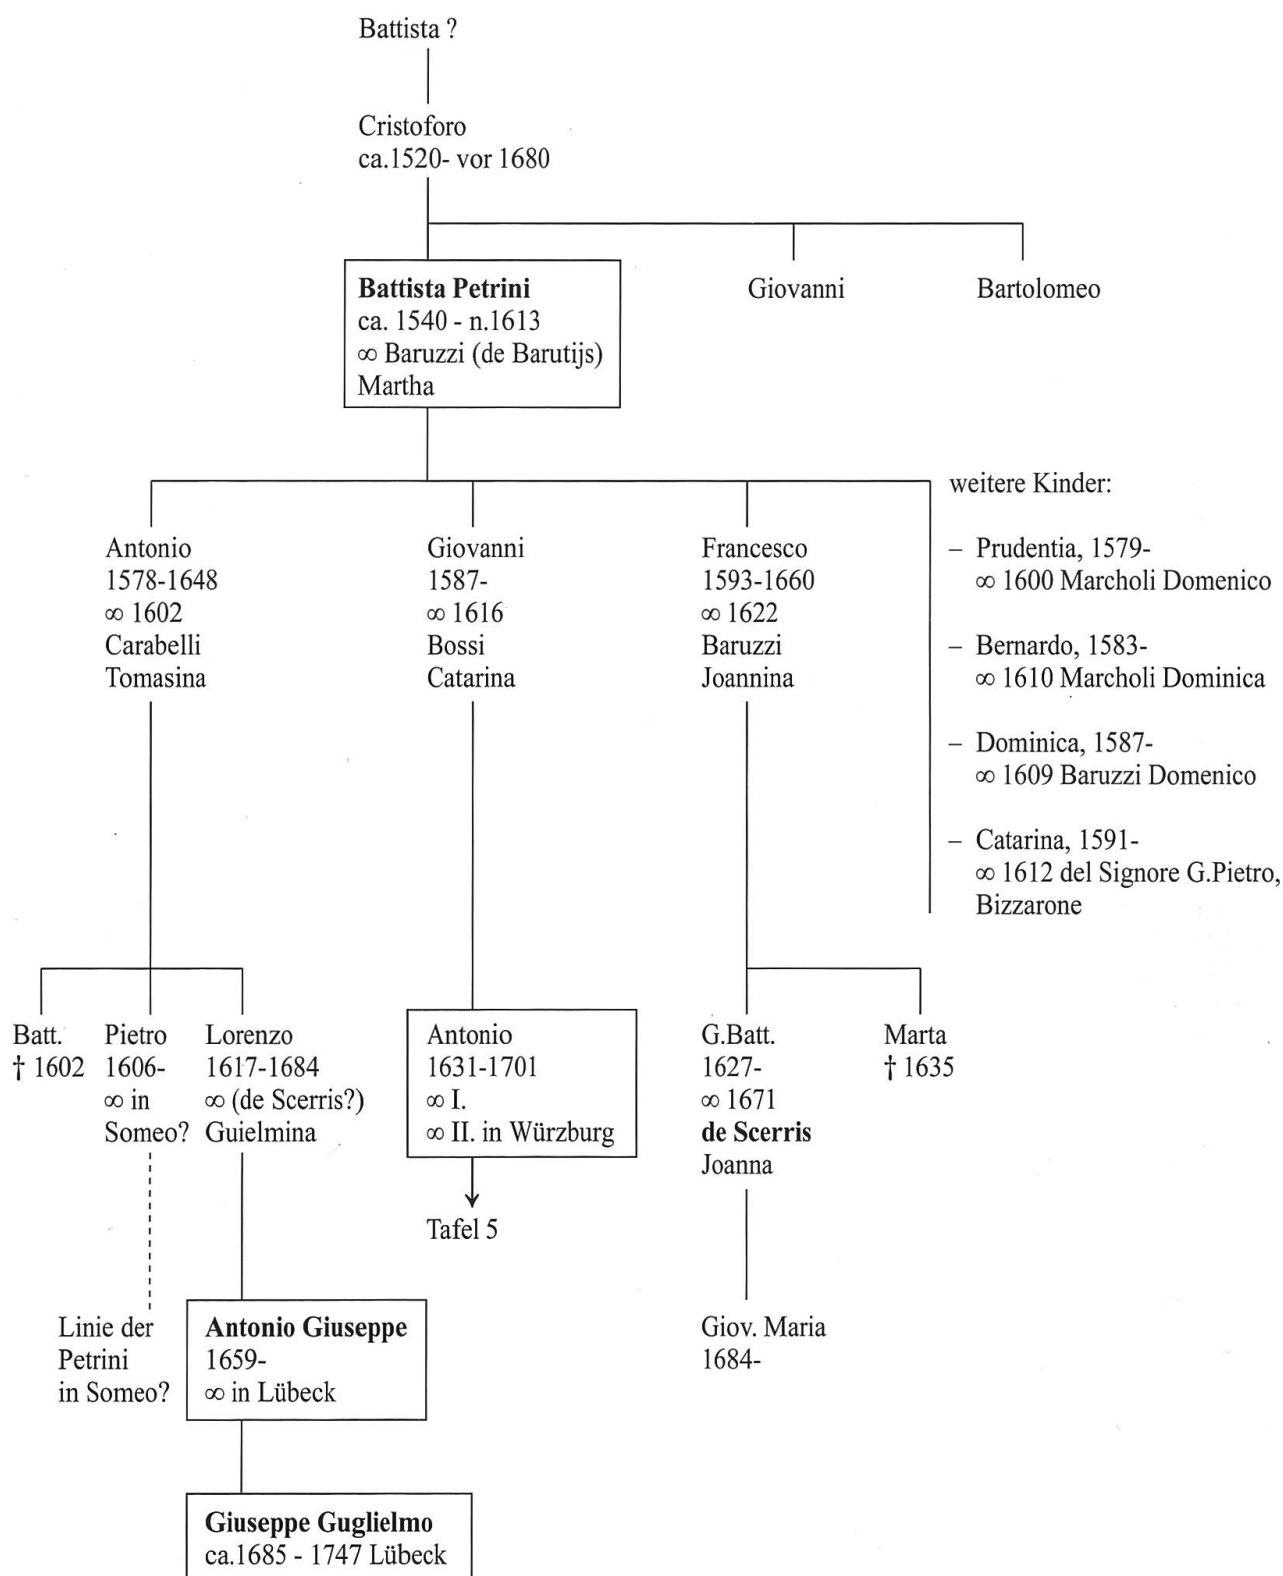 Battista ?
Cristoforo
ca.1520- vor 1680
Battista Petrini
ca. 1540 - n.1613
∞ Baruzzi (de Barutijs)
Martha
Giovanni
Bartolomeo
Antonio
1578-1648
∞ 1602
Carabelli
Tomasina
Giovanni
1587-
∞ 1616
Bossi
Catarina
Francesco
1593-1660
∞ 1622
Baruzzi
Joannina
weitere Kinder:
– Prudentia, 1579-
∞ 1600 Marcholi Domenico
– Bernardo, 1583-
∞ 1610 Marcholi Dominica
– Dominica, 1587-
∞ 1609 Baruzzi Domenico
– Catarina, 1591-
∞ 1612 del Signore G.Pietro,
Bizzarone
Batt.
† 1602
Pietro
1606-
∞ in
Someo?
Lorenzo
1617-1684
∞ (de Scerris?)
Guielmina
Antonio
1631-1701
∞ I.
∞ II. in Würzburg
Tafel 5
G.Batt.
1627-
∞ 1671
de Scerris
Joanna
Marta
† 1635
Linie der
Petrini
in Someo?
Antonio Giuseppe
1659-
∞ in Lübeck
Giov. Maria
1684-
Giuseppe Guglielmo
ca.1685 - 1747 Lübeck